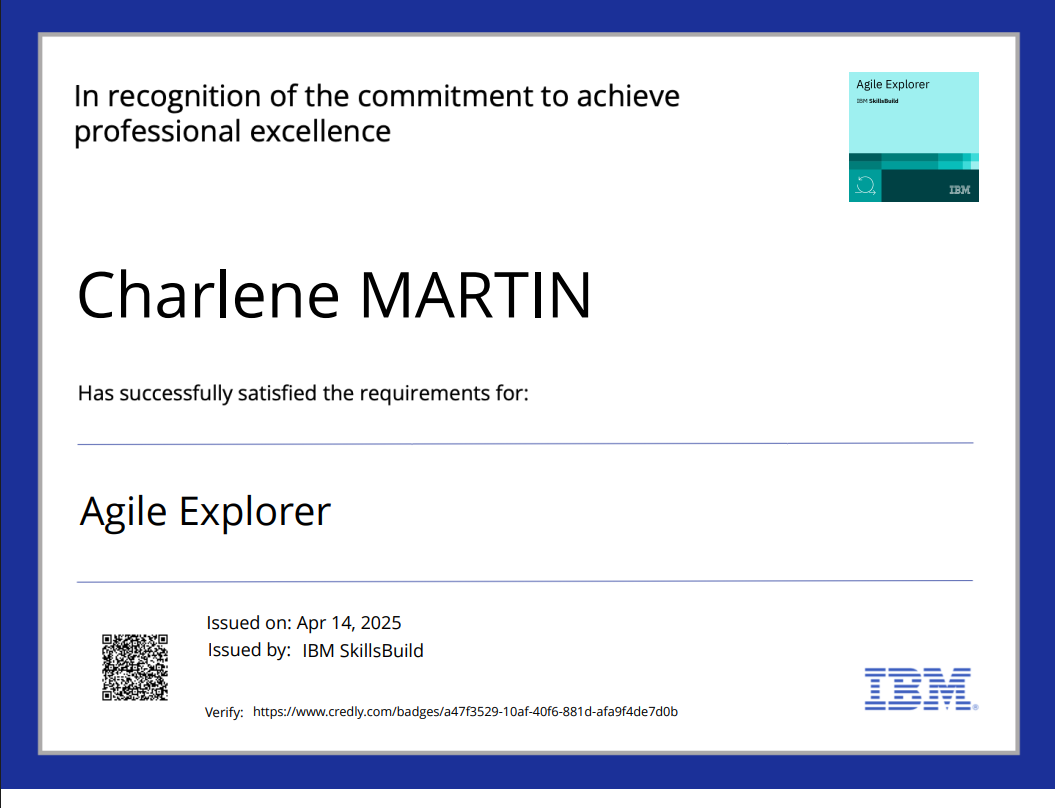 In recognition of the commitment to achieve
professional excellence
Agile Explorer
IBM SkillsBuild
IBM
Charlene MARTIN
Has successfully satisfied the requirements for:
Agile Explorer
Issued on: Apr 14, 2025
Issued by: IBM SkillsBuild
Verify: https://www.credly.com/badges/a47f3529-10af-40f6-881d-afa9f4de7d0b
IBM®